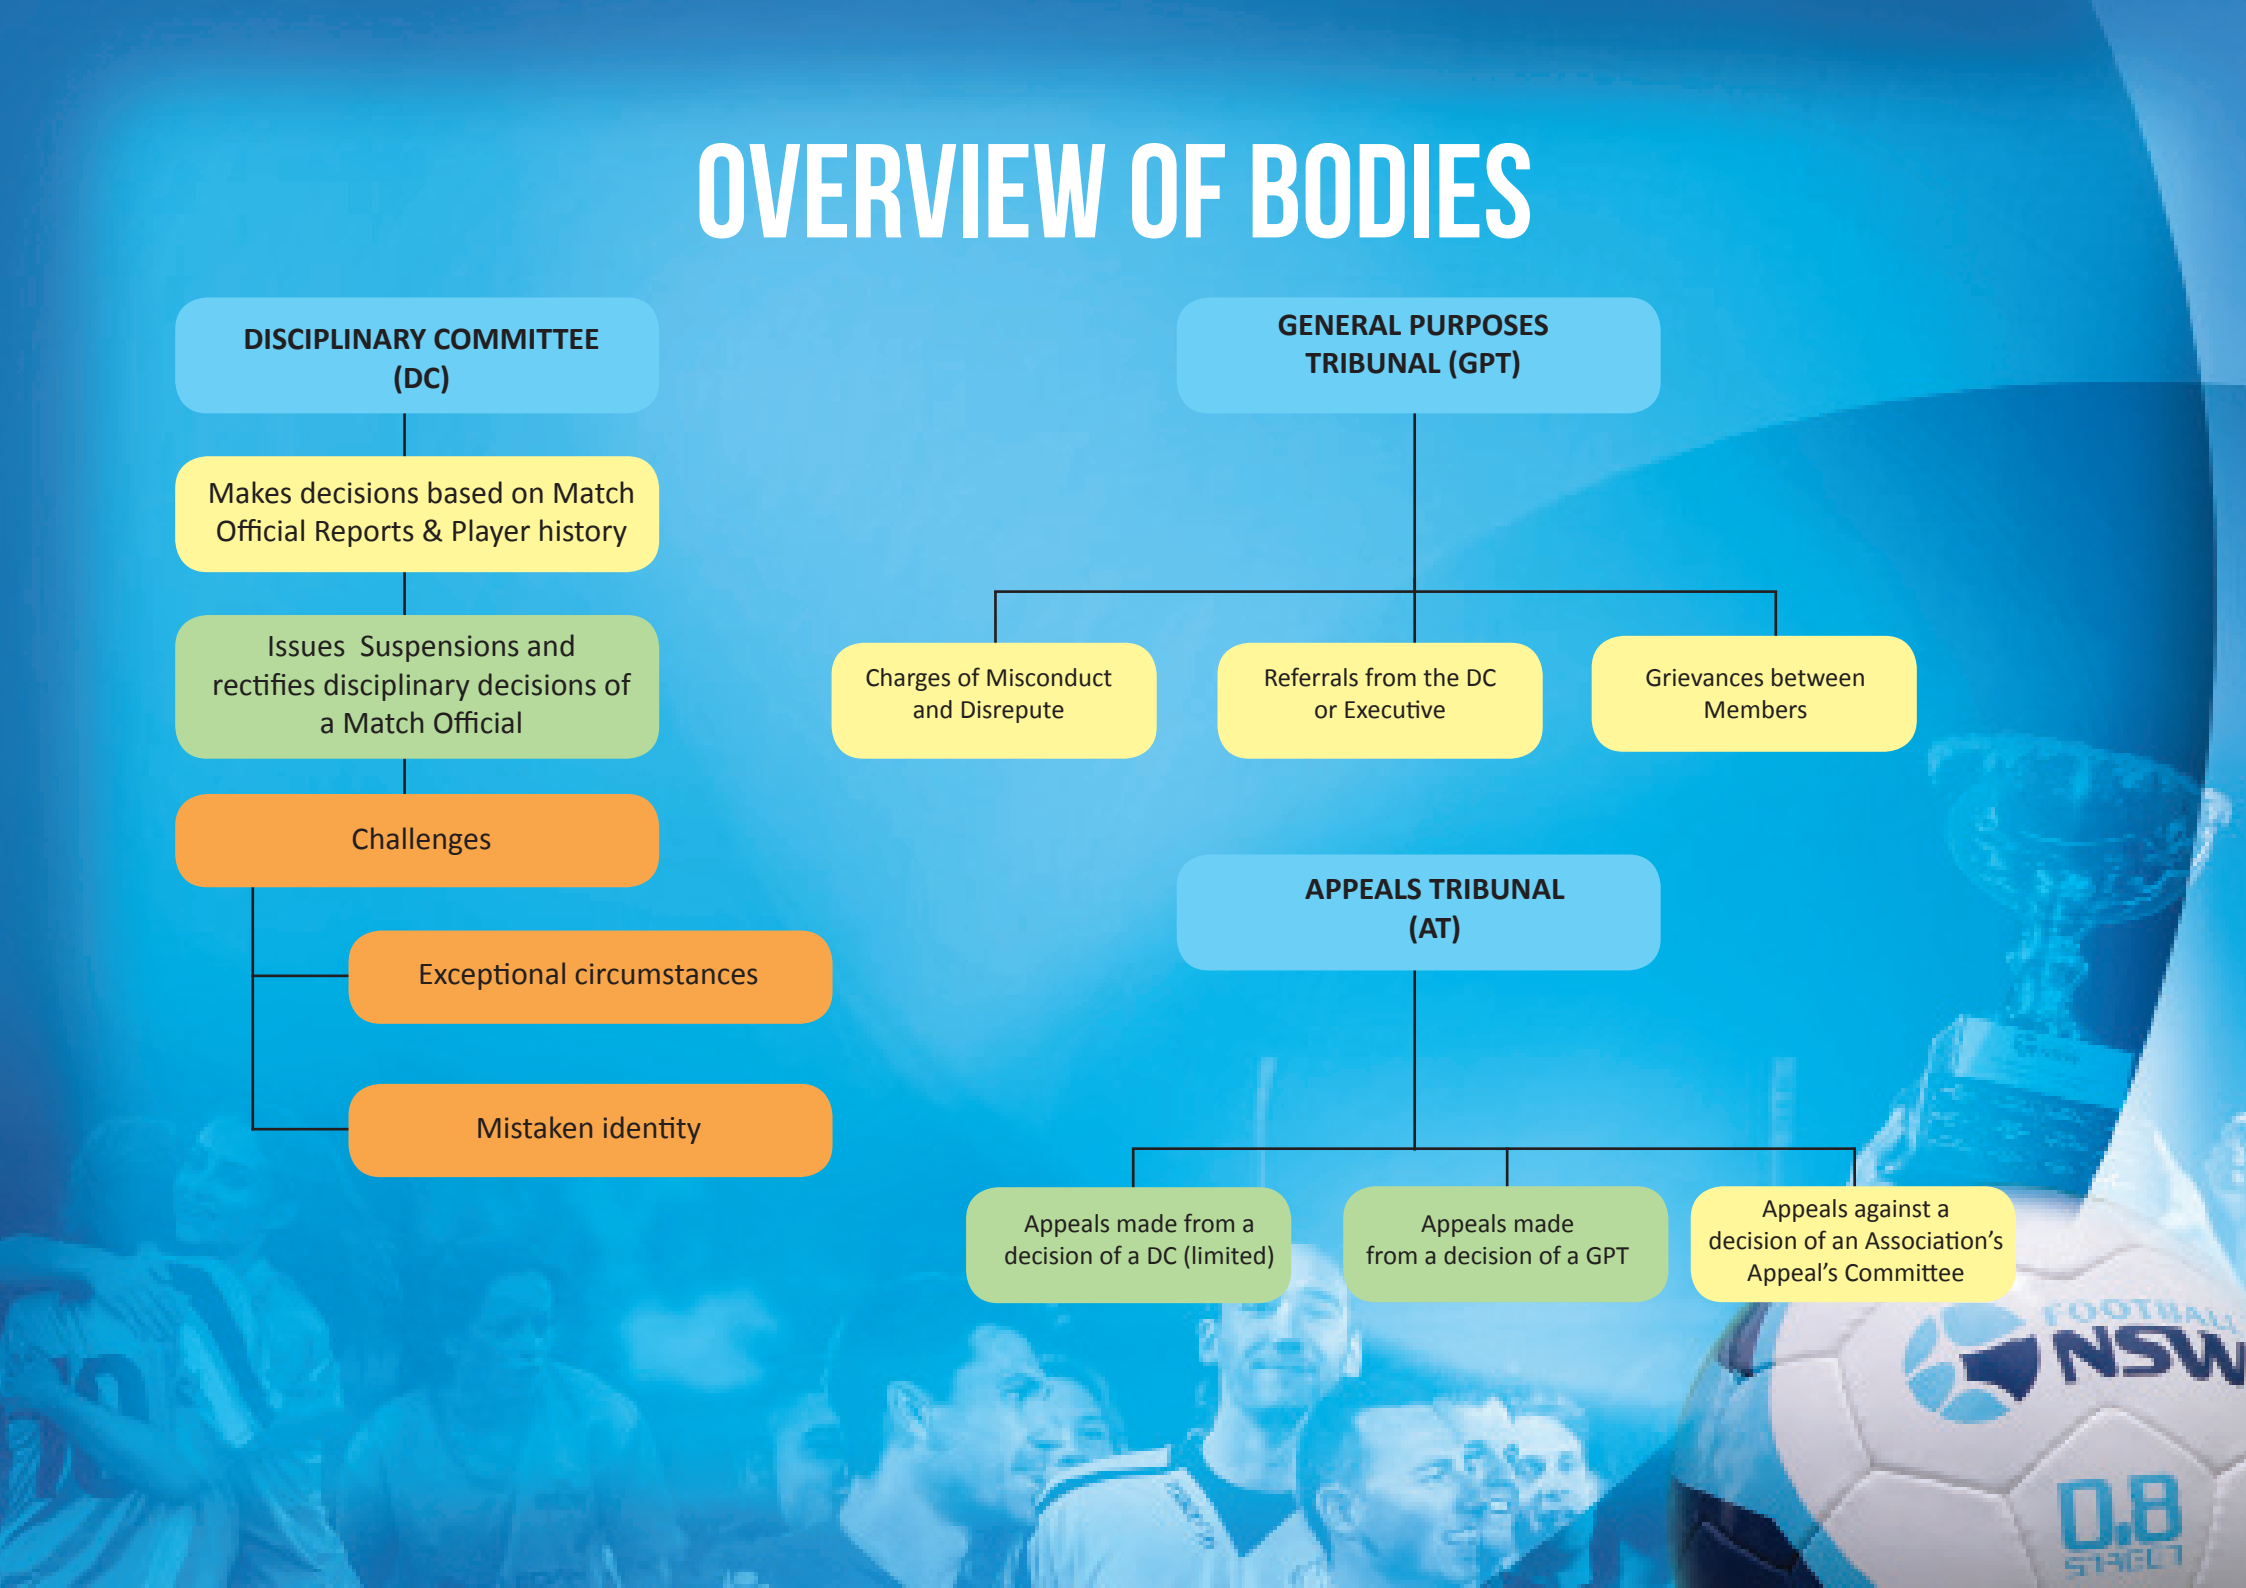 OVERVIEW OF BODIES
DISCIPLINARY COMMITTEE
(DC)
Makes decisions based on Match
Official Reports & Player history
Issues Suspensions and
rectifies disciplinary decisions of
a Match Official
Challenges
Exceptional circumstances
Mistaken identity
GENERAL PURPOSES
TRIBUNAL (GPT)
Charges of Misconduct
and Disrepute
Referrals from the DC
or Executive
Grievances between
Members
APPEALS TRIBUNAL
(AT)
Appeals made from a
decision of a DC (limited)
Appeals made
from a decision of a GPT
Appeals against a
decision of an Association’s
Appeal’s Committee
FOOTBALL
NSW
0.8
STREET